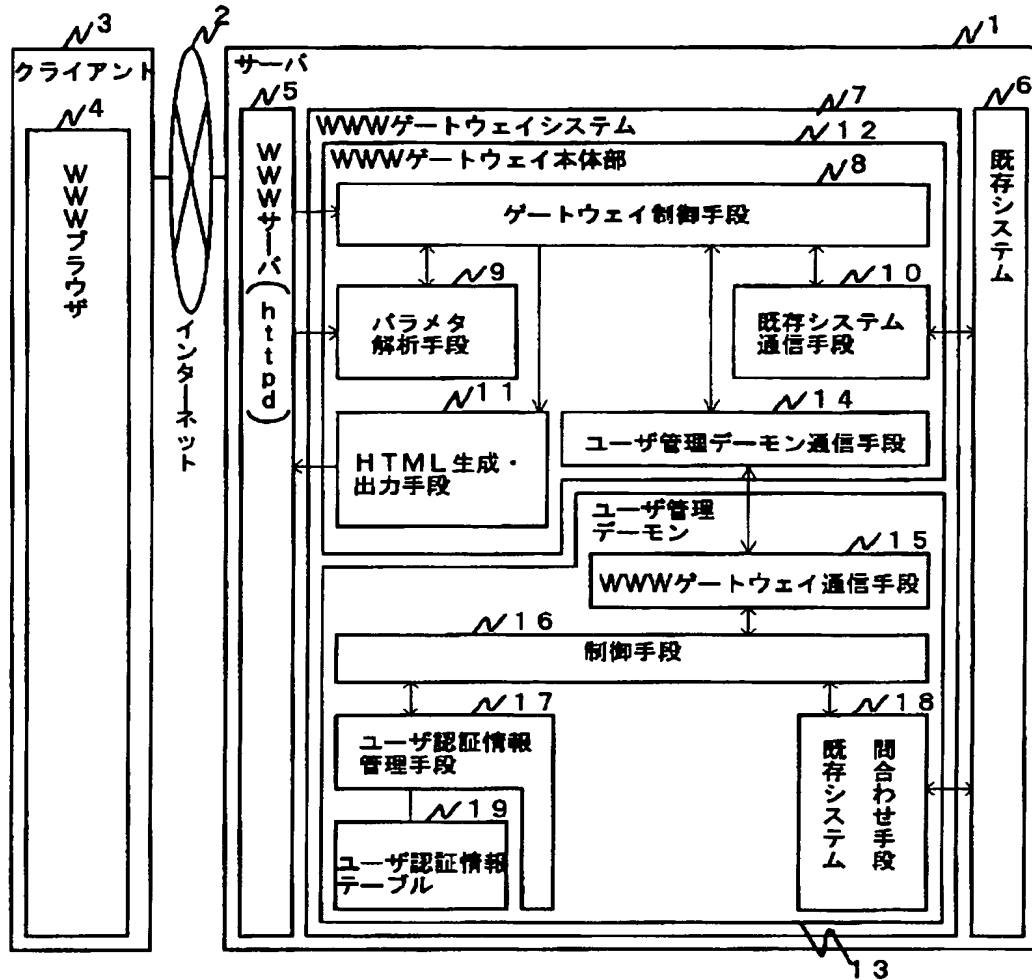 3
クライアント
4
WWWブラウザ
2
インターネット
1
サーバ
5
WWWサーバ(httpd)
7
WWWゲートウェイシステム
12
WWWゲートウェイ本体部
8
ゲートウェイ制御手段
9
パラメタ
解析手段
10
既存システム
通信手段
11
HTML生成・
出力手段
14
ユーザ管理デーモン通信手段
ユーザ管理
デーモン
15
WWWゲートウェイ通信手段
16
制御手段
17
ユーザ認証情報
管理手段
18
既存システム
問合わせ手段
19
ユーザ認証情報
テーブル
13
6
既存システム